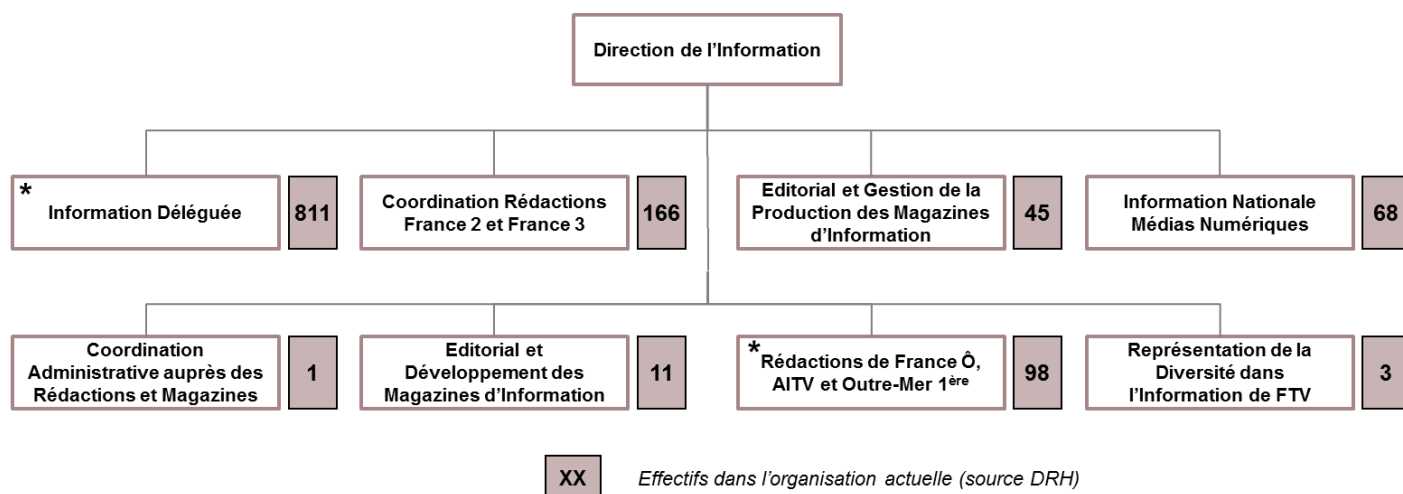 Direction de l’Information
* Information Déléguée
811
Coordination Rédactions
France 2 et France 3
166
Editorial et Gestion de la
Production des Magazines
d’Information
45
Information Nationale
Médias Numériques
68
Coordination
Administrative auprès des
Rédactions et Magazines
1
Editorial et
Développement des
Magazines d’Information
11
* Rédactions de France Ô,
AITV et Outre-Mer 1ère
98
Représentation de la
Diversité dans
l’Information de FTV
3
XX
Effectifs dans l’organisation actuelle (source DRH)